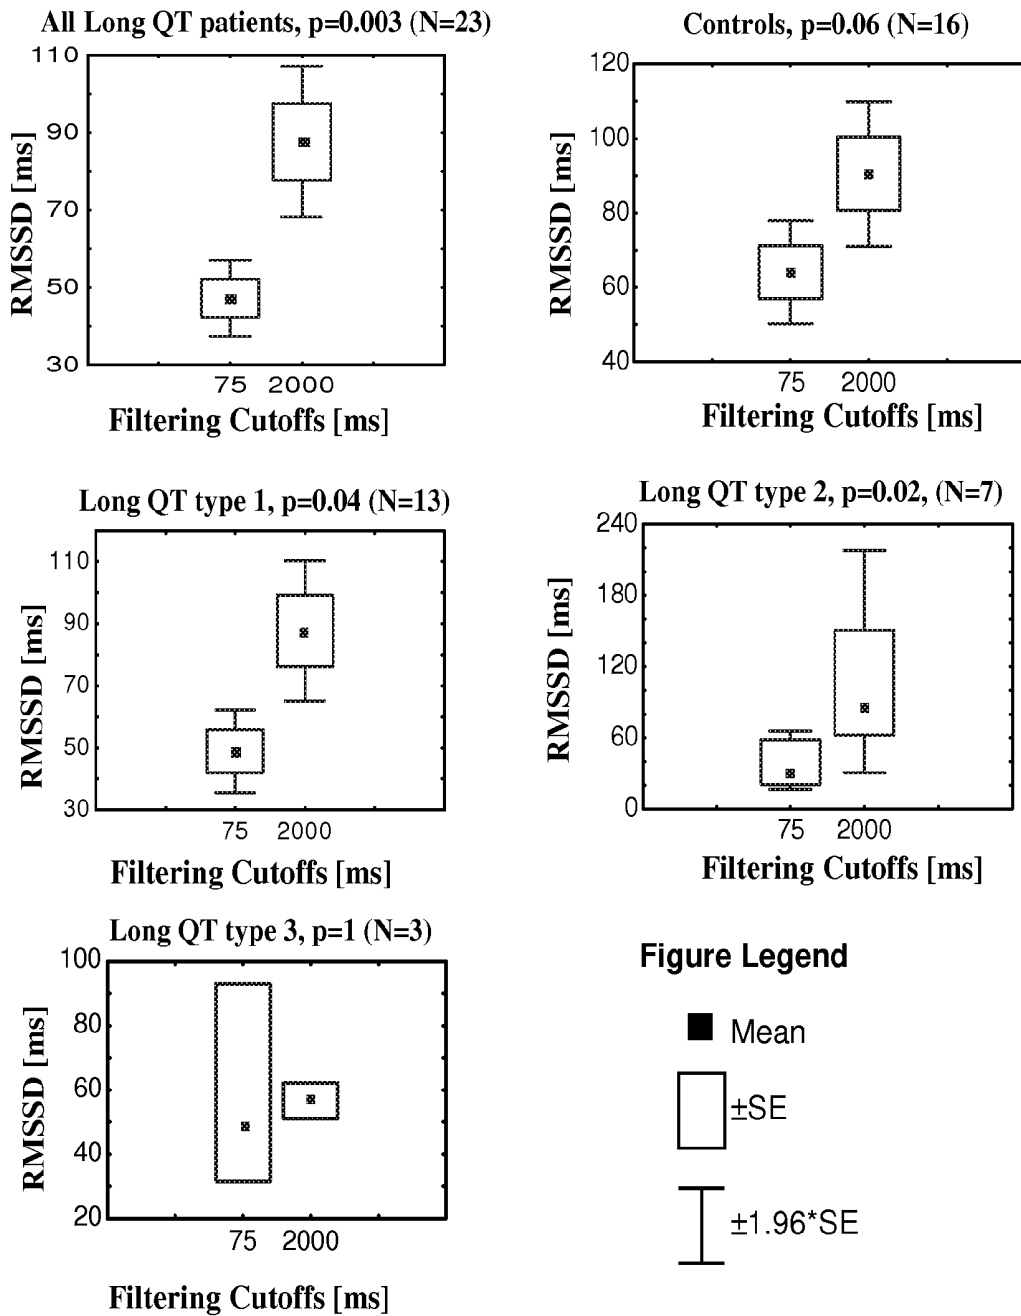 All Long QT patients, p=0.003 (N=23)
110
90
70
50
30
RMSSD [ms]
75 2000
Filtering Cutoffs [ms]
Controls, p=0.06 (N=16)
120
100
80
60
40
RMSSD [ms]
75 2000
Filtering Cutoffs [ms]
Long QT type 1, p=0.04 (N=13)
110
90
70
50
30
RMSSD [ms]
75 2000
Filtering Cutoffs [ms]
Long QT type 2, p=0.02, (N=7)
240
180
120
60
0
RMSSD [ms]
75 2000
Filtering Cutoffs [ms]
Long QT type 3, p=1 (N=3)
100
80
60
40
20
RMSSD [ms]
75 2000
Filtering Cutoffs [ms]
Figure Legend
Mean
±SE
±1.96*SE